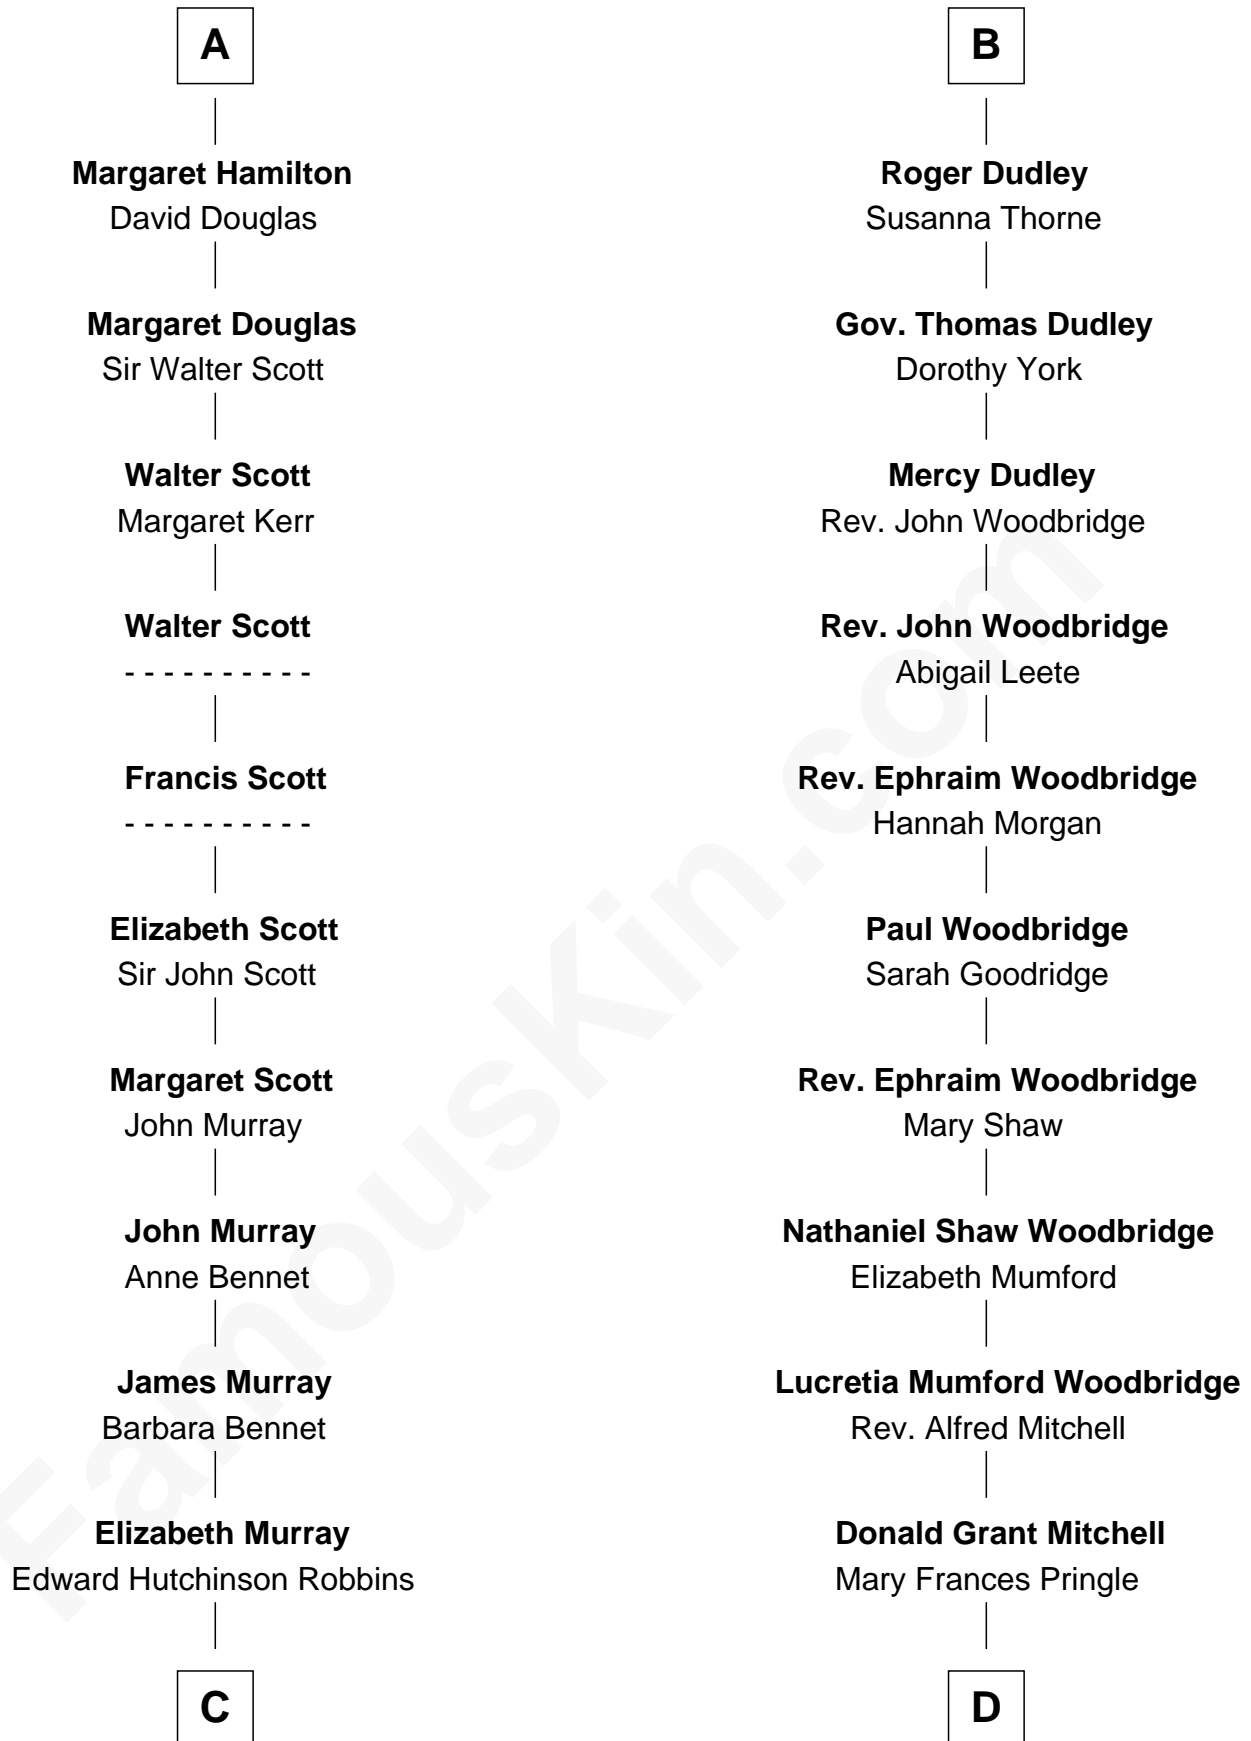 A
Margaret Hamilton
David Douglas
Margaret Douglas
Sir Walter Scott
Walter Scott
Margaret Kerr
Walter Scott
- - - - - - - - - -
Francis Scott
- - - - - - - - - -
Elizabeth Scott
Sir John Scott
Margaret Scott
John Murray
John Murray
Anne Bennet
James Murray
Barbara Bennet
Elizabeth Murray
Edward Hutchinson Robbins
C
B
Roger Dudley
Susanna Thorne
Gov. Thomas Dudley
Dorothy York
Mercy Dudley
Rev. John Woodbridge
Rev. John Woodbridge
Abigail Leete
Rev. Ephraim Woodbridge
Hannah Morgan
Paul Woodbridge
Sarah Goodridge
Rev. Ephraim Woodbridge
Mary Shaw
Nathaniel Shaw Woodbridge
Elizabeth Mumford
Lucretia Mumford Woodbridge
Rev. Alfred Mitchell
Donald Grant Mitchell
Mary Frances Pringle
D
FamousKin.com